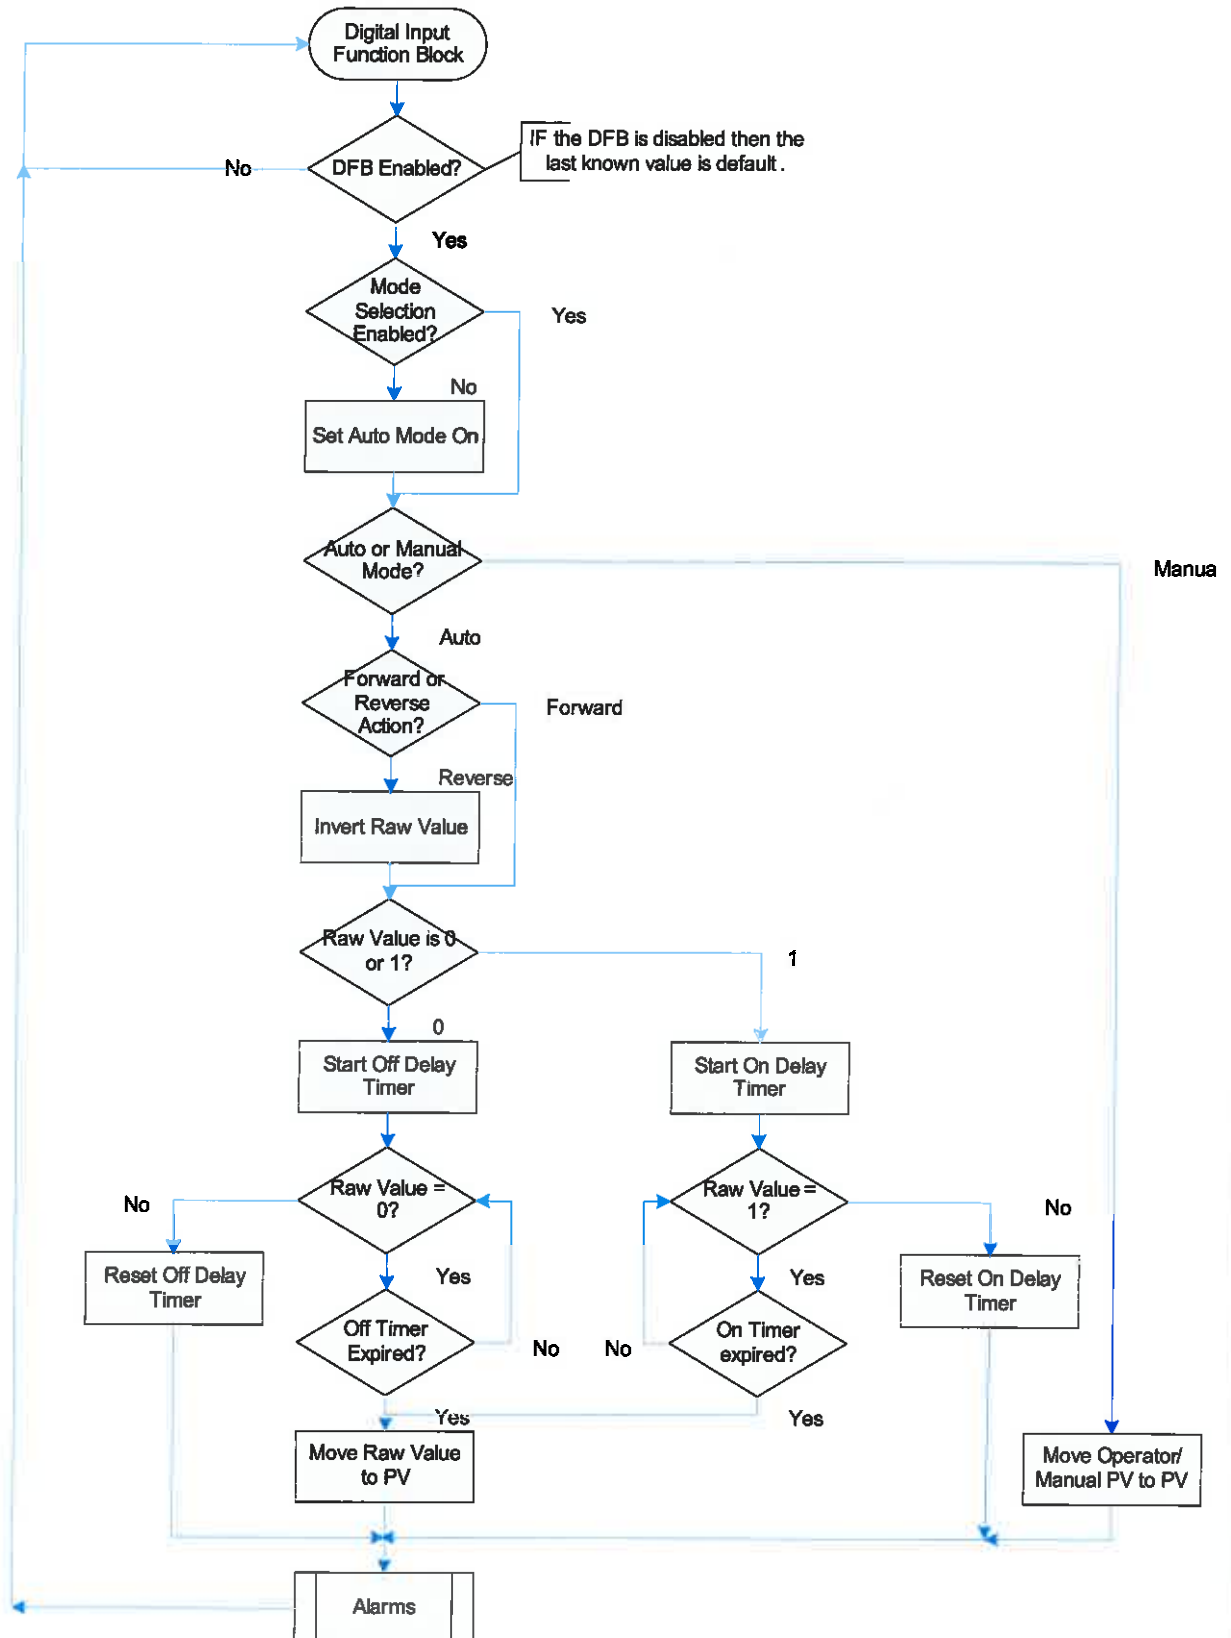 Digital Input
Function Block
IF the DFB is disabled then the
last known value is default .
No
DFB Enabled?
Yes
Mode
Selection
Enabled?
Yes
No
Set Auto Mode On
Auto or Manual
Mode?
Manua
Auto
Forward or
Reverse
Action?
Forward
Reverse
Invert Raw Value
Raw Value is 0
or 1?
1
0
Start Off Delay
Timer
Start On Delay
Timer
No
Raw Value =
0?
Raw Value =
1?
No
Reset Off Delay
Timer
Yes
Yes
Reset On Delay
Timer
Off Timer
Expired?
No
No
On Timer
expired?
Yes
Yes
Move Raw Value
to PV
Move Operator/
Manual PV to PV
Alarms